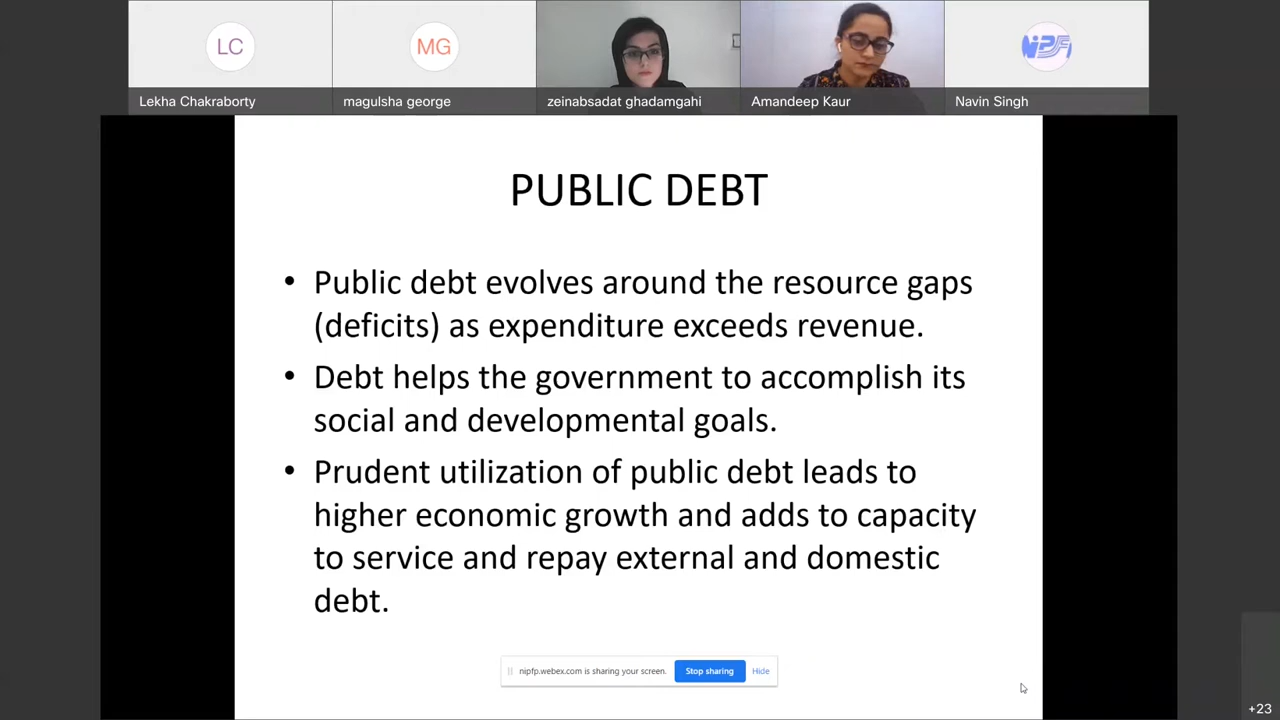 LC
MG
NIPF
Lekha Chakraborty
magulsha george
zeinabsadat ghadamgahi
Amandeep Kaur
Navin Singh
PUBLIC DEBT
• Public debt evolves around the resource gaps
(deficits) as expenditure exceeds revenue.
• Debt helps the government to accomplish its
social and developmental goals.
• Prudent utilization of public debt leads to
higher economic growth and adds to capacity
to service and repay external and domestic
debt.
nipfp.webex.com is sharing your screen.
Stop sharing
Hide
+23